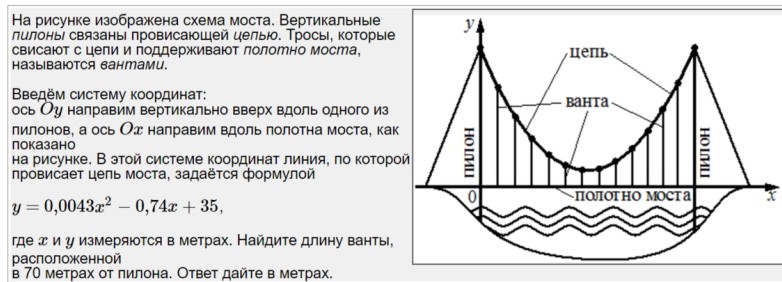 На рисунке изображена схема моста. Вертикальные
пилоны связаны провисающей цепью. Тросы, которые
свисают с цепи и поддерживают полотно моста,
называются вантами.
Введём систему координат:
ось Oy направим вертикально вверх вдоль одного из
пилонов, а ось Ox направим вдоль полотна моста, как
показано
на рисунке. В этой системе координат линия, по которой
провисает цепь моста, задаётся формулой
y = 0,0043x² − 0,74x + 35,
где x и y измеряются в метрах. Найдите длину ванты,
расположенной
в 70 метрах от пилона. Ответ дайте в метрах.
y
цепь
ванта
пилон
пилон
0
полотно моста
x